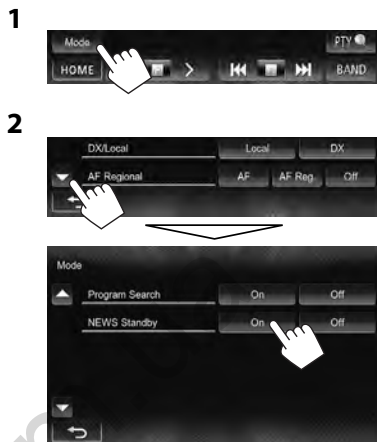 1
Mode
PTY
HOME
BAND
2
DX/Local Local DX
AF Regional AF AF Reg. Off
Mode
Program Search On Off
NEWS Standby On Off